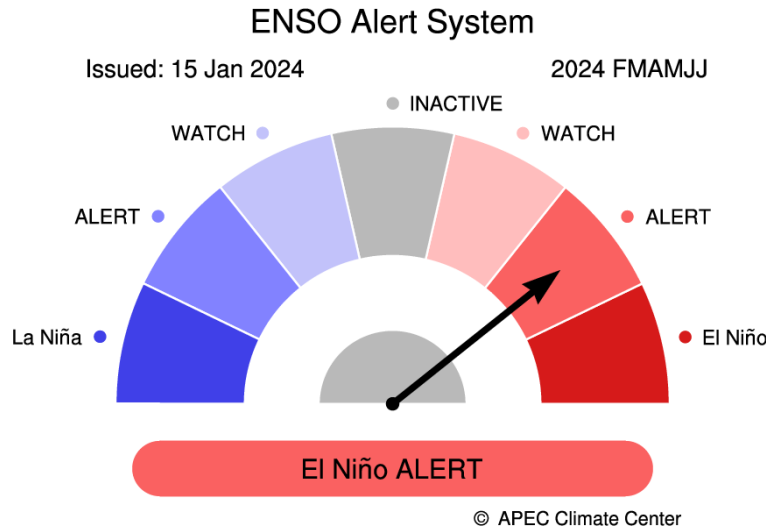 ENSO Alert System
Issued: 15 Jan 2024
2024 FMAMJJ
INACTIVE
WATCH
WATCH
ALERT
ALERT
La Niña
El Niño
El Niño ALERT
© APEC Climate Center